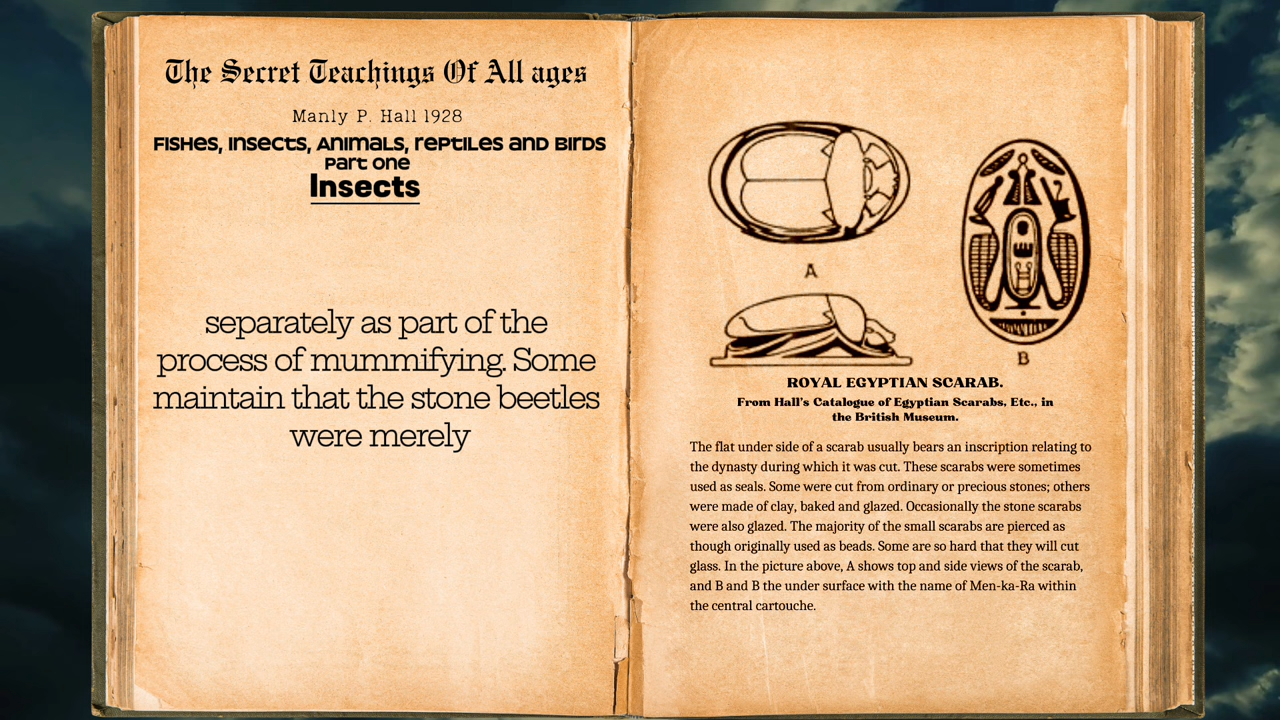 The Secret Teachings Of All ages
Manly P. Hall 1928
Fishes, Insects, Animals, reptiles and Birds
Part one
Insects
separately as part of the
process of mummifying. Some
maintain that the stone beetles
were merely
A
B
ROYAL EGYPTIAN SCARAB.
From Hall's Catalogue of Egyptian Scarabs, Etc., in
the British Museum.
The flat under side of a scarab usually bears an inscription relating to
the dynasty during which it was cut. These scarabs were sometimes
used as seals. Some were cut from ordinary or precious stones; others
were made of clay, baked and glazed. Occasionally the stone scarabs
were also glazed. The majority of the small scarabs are pierced as
though originally used as beads. Some are so hard that they will cut
glass. In the picture above, A shows top and side views of the scarab,
and B and B the under surface with the name of Men-ka-Ra within
the central cartouche.